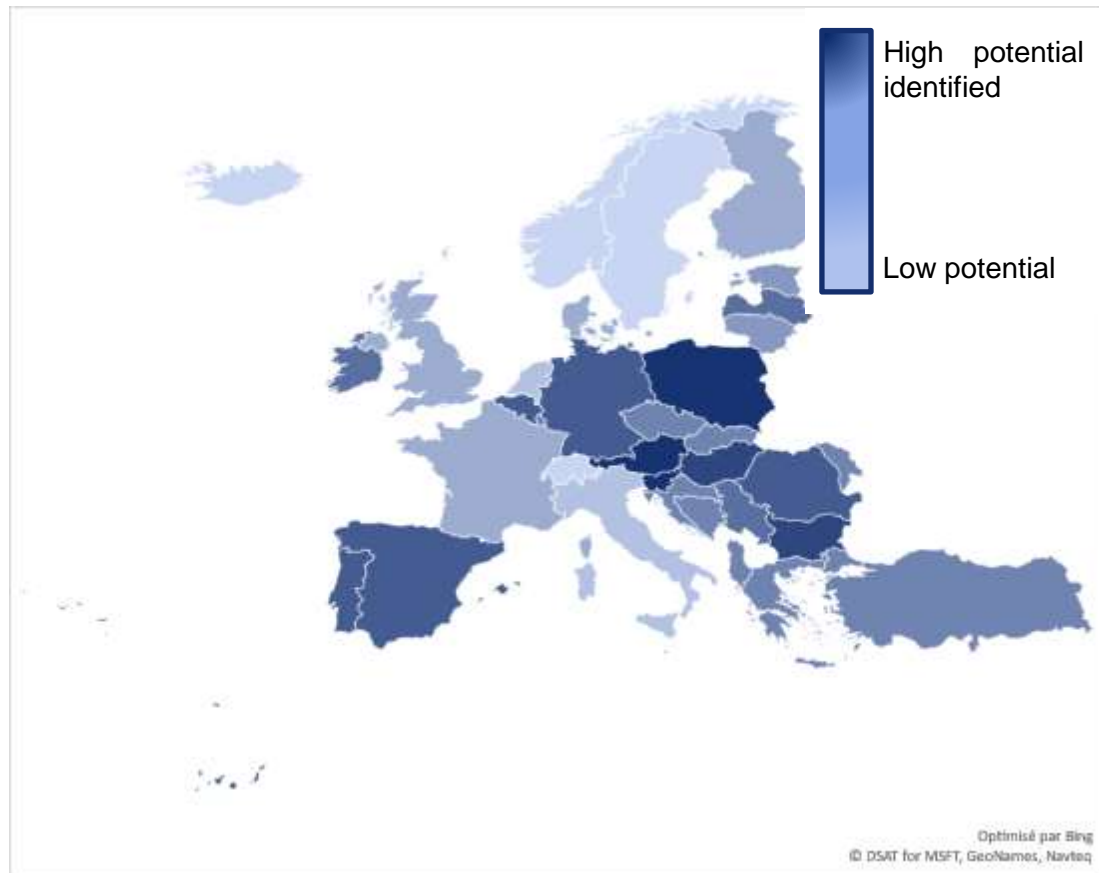 High potential
identified
Low potential
Optimisé par Bing
© DSAT for MSFT, GeoNames, Navteq